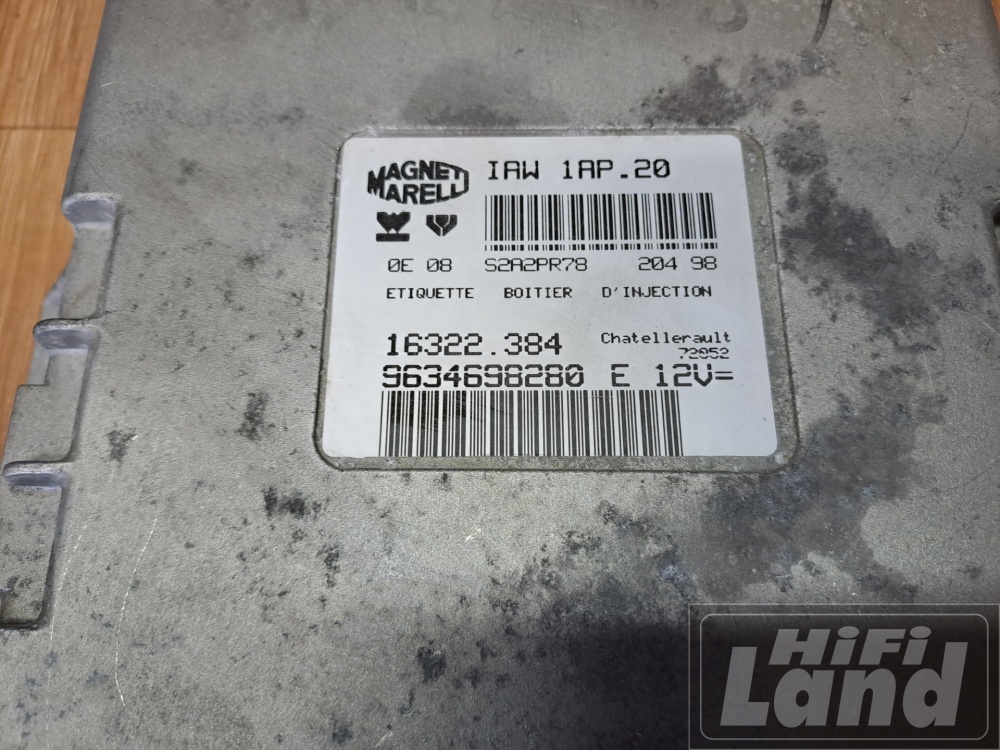 MAGNETI
MARELLI
IAW 1AP.20
0E 08 S2A2PR78 204 98
ETIQUETTE BOITIER D'INJECTION
16322.384 Chatellerault
72052
9634698280 E 12V=
HiFi
Land